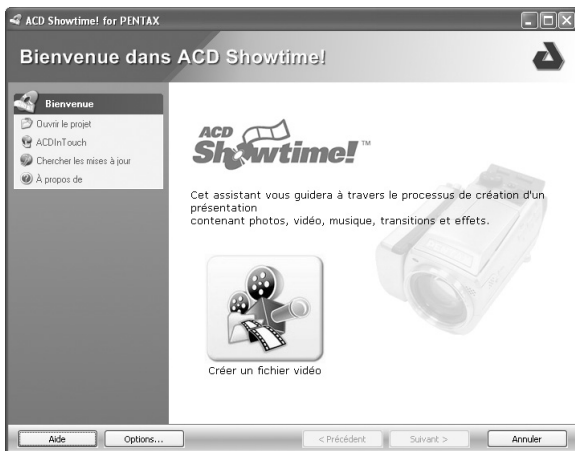 ACD Showtime! for PENTAX
Bienvenue dans ACD Showtime!
Bienvenue
Ouvrir le projet
ACDInTouch
Chercher les mises à jour
À propos de
ACD
Showtime!™
Cet assistant vous guidera à travers le processus de création d'un
présentation
contenant photos, vidéo, musique, transitions et effets.
Créer un fichier vidéo
Aide
Options...
< Précédent
Suivant >
Annuler